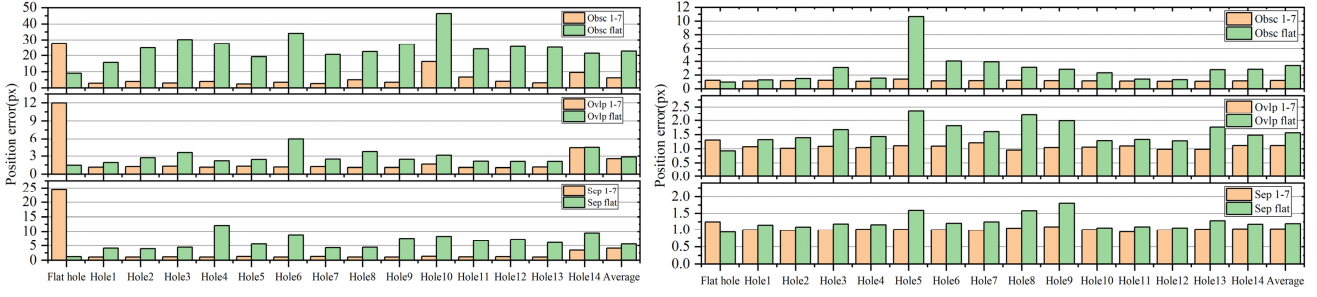 Position error(px)
50
40
30
20
10
0
Obsc 1-7
Obsc flat
12
9
6
3
0
Ovlp 1-7
Ovlp flat
25
20
15
10
5
0
Sep 1-7
Sep flat
Flat hole Hole1 Hole2 Hole3 Hole4 Hole5 Hole6 Hole7 Hole8 Hole9 Hole10 Hole11 Hole12 Hole13 Hole14 Average
Position error(px)
12
10
8
6
4
2
0
Obsc 1-7
Obsc flat
2.5
2.0
1.5
1.0
0.5
0.0
Ovlp 1-7
Ovlp flat
2.0
1.5
1.0
0.5
0.0
Sep 1-7
Sep flat
Flat hole Hole1 Hole2 Hole3 Hole4 Hole5 Hole6 Hole7 Hole8 Hole9 Hole10 Hole11 Hole12 Hole13 Hole14 Average